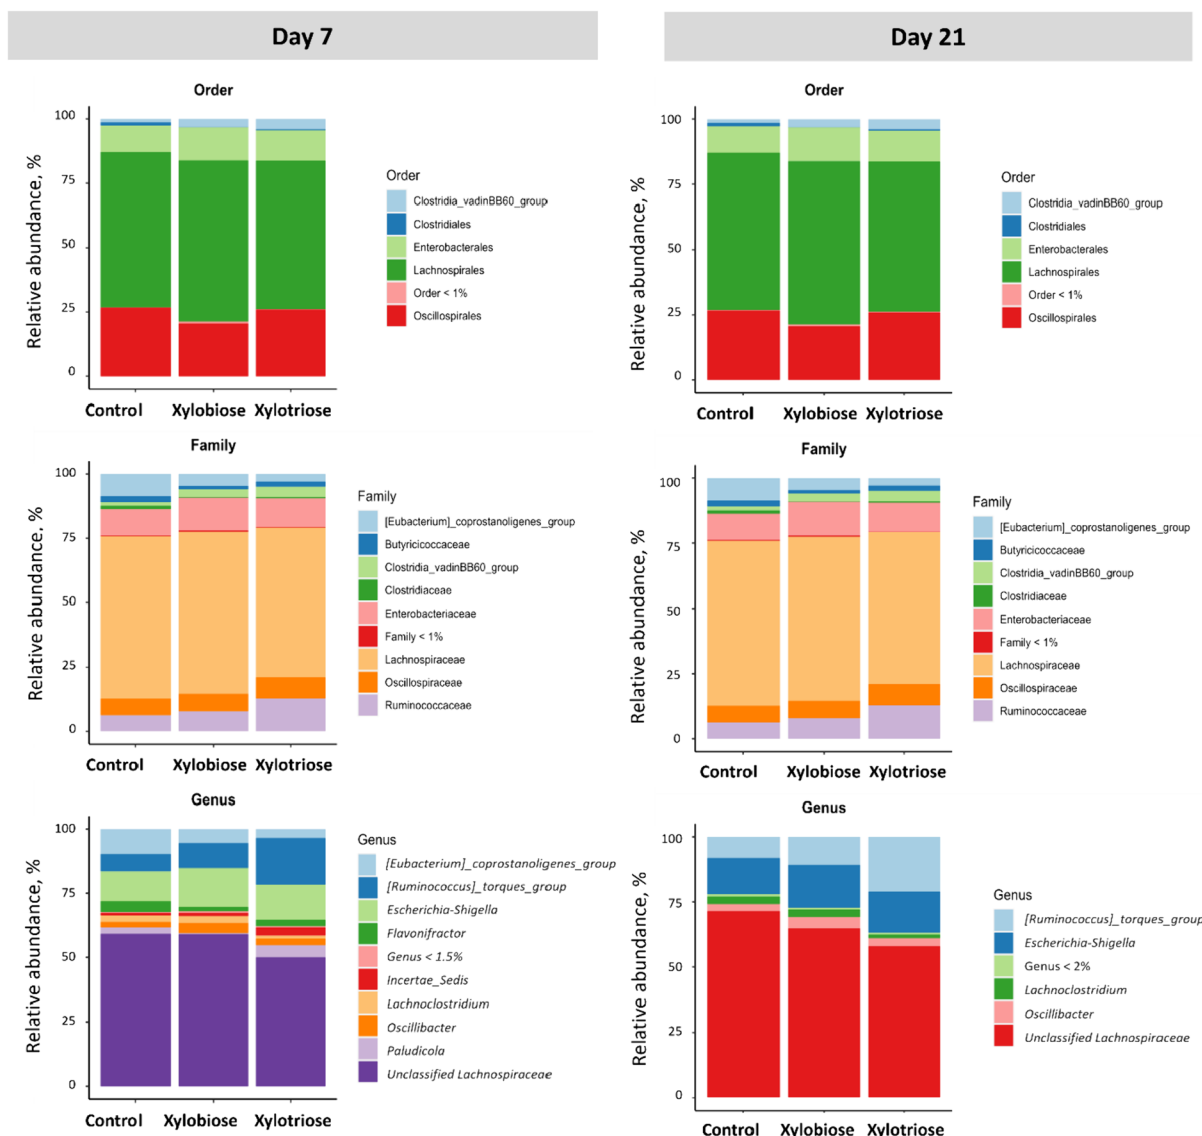 Day 7
Order
Relative abundance, %
100
75
50
25
0
Control Xylobiose Xylotriose
Order
Clostridia_vadinBB60_group
Clostridiales
Enterobacterales
Lachnospirales
Order < 1%
Oscillospirales
Family
Relative abundance, %
100
75
50
25
0
Control Xylobiose Xylotriose
Family
[Eubacterium]_coprostanoligenes_group
Butyricicoccaceae
Clostridia_vadinBB60_group
Clostridiaceae
Enterobacteriaceae
Family < 1%
Lachnospiraceae
Oscillospiraceae
Ruminococcaceae
Genus
Relative abundance, %
100
75
50
25
0
Control Xylobiose Xylotriose
Genus
[Eubacterium]_coprostanoligenes_group
[Ruminococcus]_torques_group
Escherichia-Shigella
Flavonifractor
Genus < 1.5%
Incertae_Sedis
Lachnoclostridium
Oscillibacter
Paludicola
Unclassified Lachnospiraceae
Day 21
Order
Relative abundance, %
100
75
50
25
0
Control Xylobiose Xylotriose
Order
Clostridia_vadinBB60_group
Clostridiales
Enterobacterales
Lachnospirales
Order < 1%
Oscillospirales
Family
Relative abundance, %
100
75
50
25
0
Control Xylobiose Xylotriose
Family
[Eubacterium]_coprostanoligenes_group
Butyricicoccaceae
Clostridia_vadinBB60_group
Clostridiaceae
Enterobacteriaceae
Family < 1%
Lachnospiraceae
Oscillospiraceae
Ruminococcaceae
Genus
Relative abundance, %
100
75
50
25
0
Control Xylobiose Xylotriose
Genus
[Ruminococcus]_torques_group
Escherichia-Shigella
Genus < 2%
Lachnoclostridium
Oscillibacter
Unclassified Lachnospiraceae